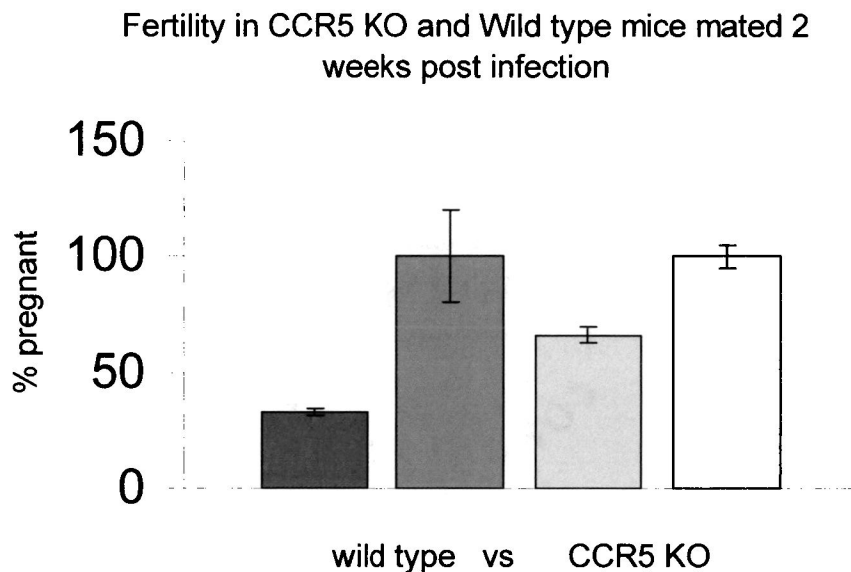 Fertility in CCR5 KO and Wild type mice mated 2
weeks post infection
150
100
50
0
% pregnant
wild type vs CCR5 KO